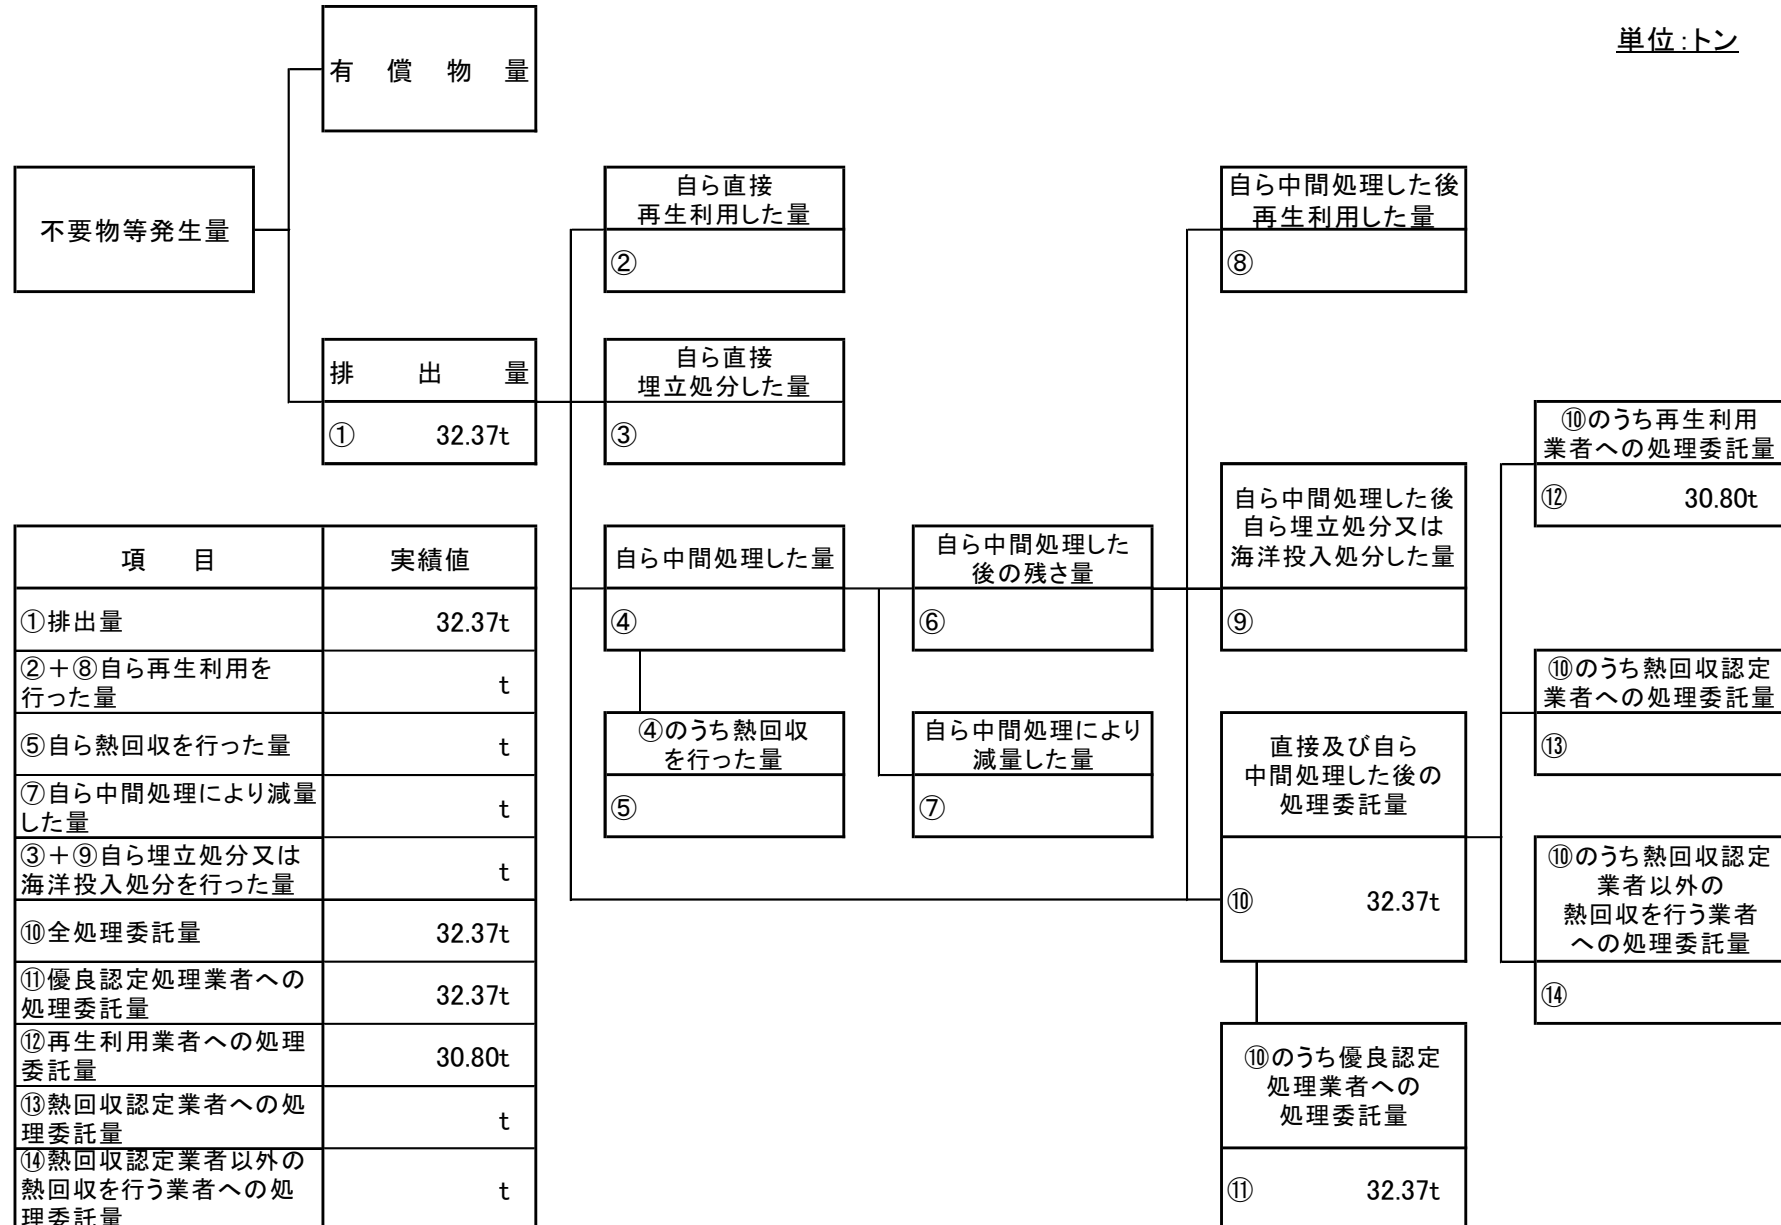 単位：トン
有償物量
不要物等発生量
排出量
① 32.37t
自ら直接
再生利用した量
②
自ら直接
埋立処分した量
③
自ら中間処理した量
④
④のうち熱回収
を行った量
⑤
自ら中間処理した
後の残さ量
⑥
自ら中間処理により
減量した量
⑦
自ら中間処理した後
再生利用した量
⑧
自ら中間処理した後
自ら埋立処分又は
海洋投入処分した量
⑨
直接及び自ら
中間処理した後の
処理委託量
⑩ 32.37t
⑩のうち優良認定
処理業者への
処理委託量
⑪ 32.37t
⑩のうち再生利用
業者への処理委託量
⑫ 30.80t
⑩のうち熱回収認定
業者への処理委託量
⑬
⑩のうち熱回収認定
業者以外の
熱回収を行う業者
への処理委託量
⑭
項目 実績値
①排出量 32.37t
②＋⑧自ら再生利用を
行った量 t
⑤自ら熱回収を行った量 t
⑦自ら中間処理により減量
した量 t
③＋⑨自ら埋立処分又は
海洋投入処分を行った量 t
⑩全処理委託量 32.37t
⑪優良認定処理業者への
処理委託量 32.37t
⑫再生利用業者への処理
委託量 30.80t
⑬熱回収認定業者への処
理委託量 t
⑭熱回収認定業者以外の
熱回収を行う業者への処
理委託量 t